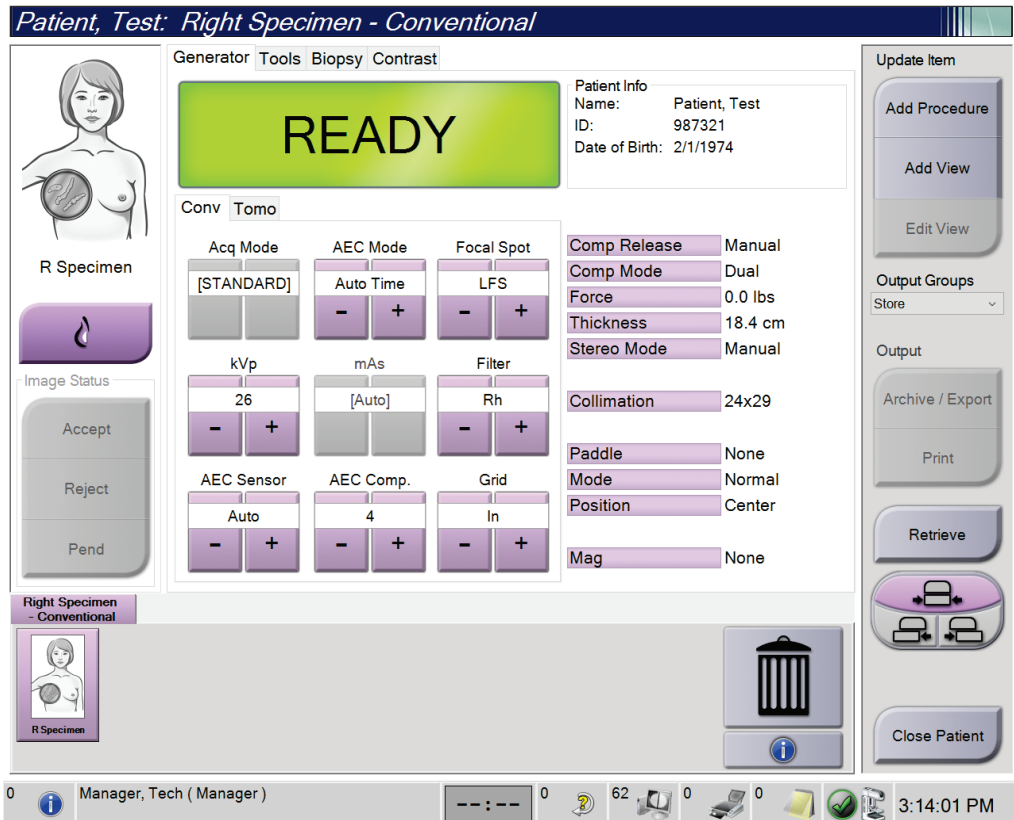 Patient, Test: Right Specimen - Conventional
R Specimen
Image Status
Accept
Reject
Pend
Generator Tools Biopsy Contrast
READY
Patient Info
Name: Patient, Test
ID: 987321
Date of Birth: 2/1/1974
Conv Tomo
Acq Mode AEC Mode Focal Spot
[STANDARD] Auto Time LFS
- + - +
kVp mAs Filter
26 [Auto] Rh
- + - +
AEC Sensor AEC Comp. Grid
Auto 4 In
- + - + - +
Comp Release Manual
Comp Mode Dual
Force 0.0 lbs
Thickness 18.4 cm
Stereo Mode Manual
Collimation 24x29
Paddle None
Mode Normal
Position Center
Mag None
Update Item
Add Procedure
Add View
Edit View
Output Groups
Store
Output
Archive / Export
Print
Retrieve
Close Patient
Right Specimen
- Conventional
R Specimen
i
0 i Manager, Tech ( Manager ) --:-- 0 ? 62 0 0 3:14:01 PM